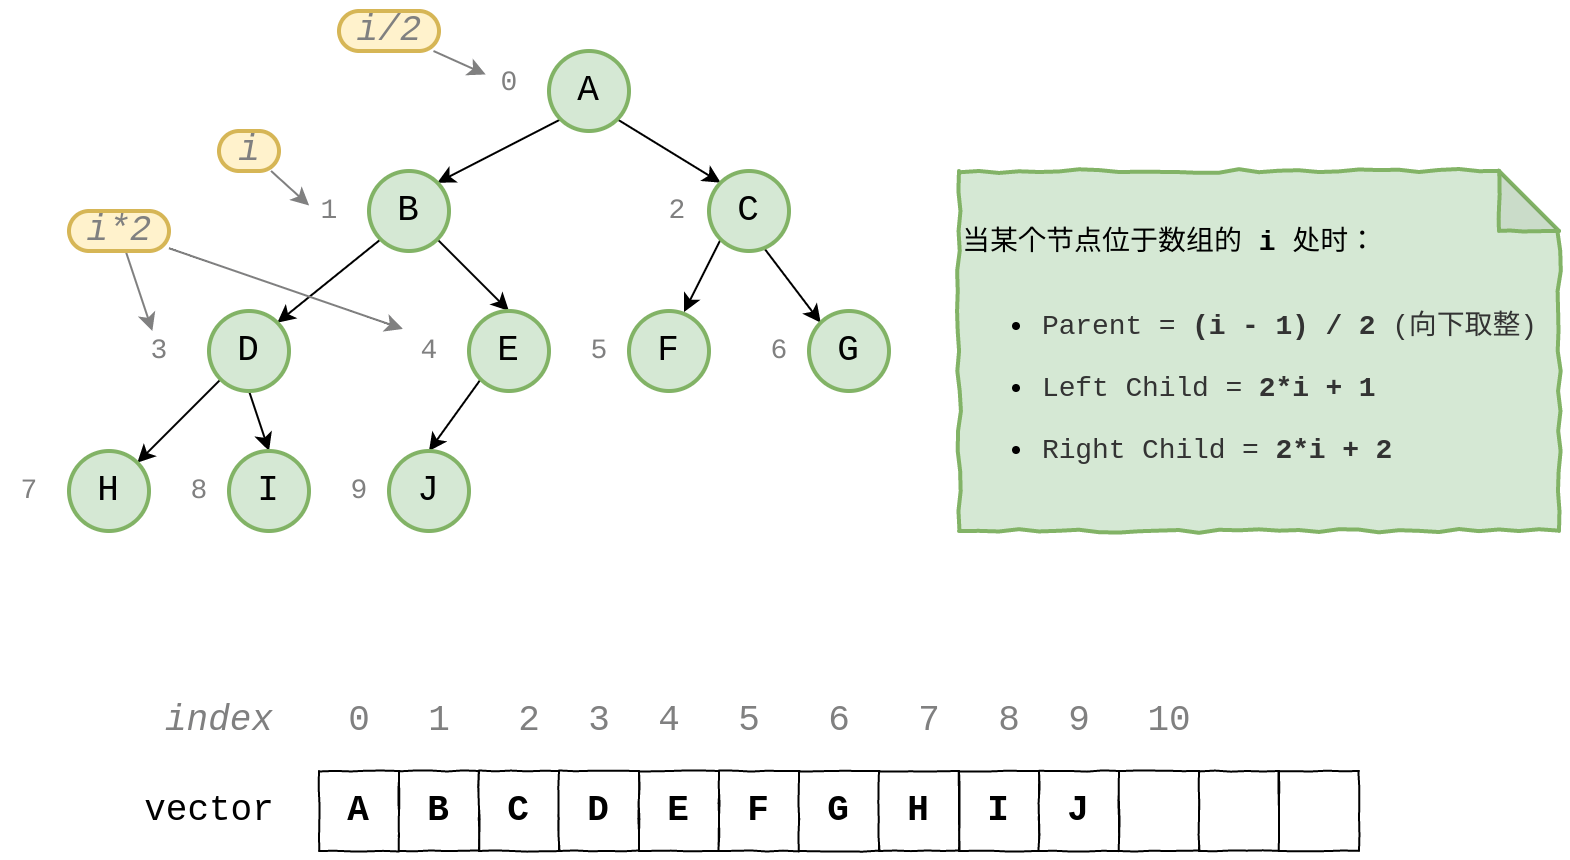 i/2
0
A
i
1
B
2
C
i*2
3
D
4
E
5
F
6
G
7
H
8
I
9
J
当某个节点位于数组的 i 处时：
• Parent = (i - 1) / 2 (向下取整)
• Left Child = 2*i + 1
• Right Child = 2*i + 2
index 0 1 2 3 4 5 6 7 8 9 10
vector A B C D E F G H I J